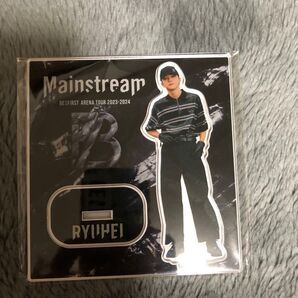 Mainstream
BE:FIRST ARENA TOUR 2023-2024
B
RYUHEI